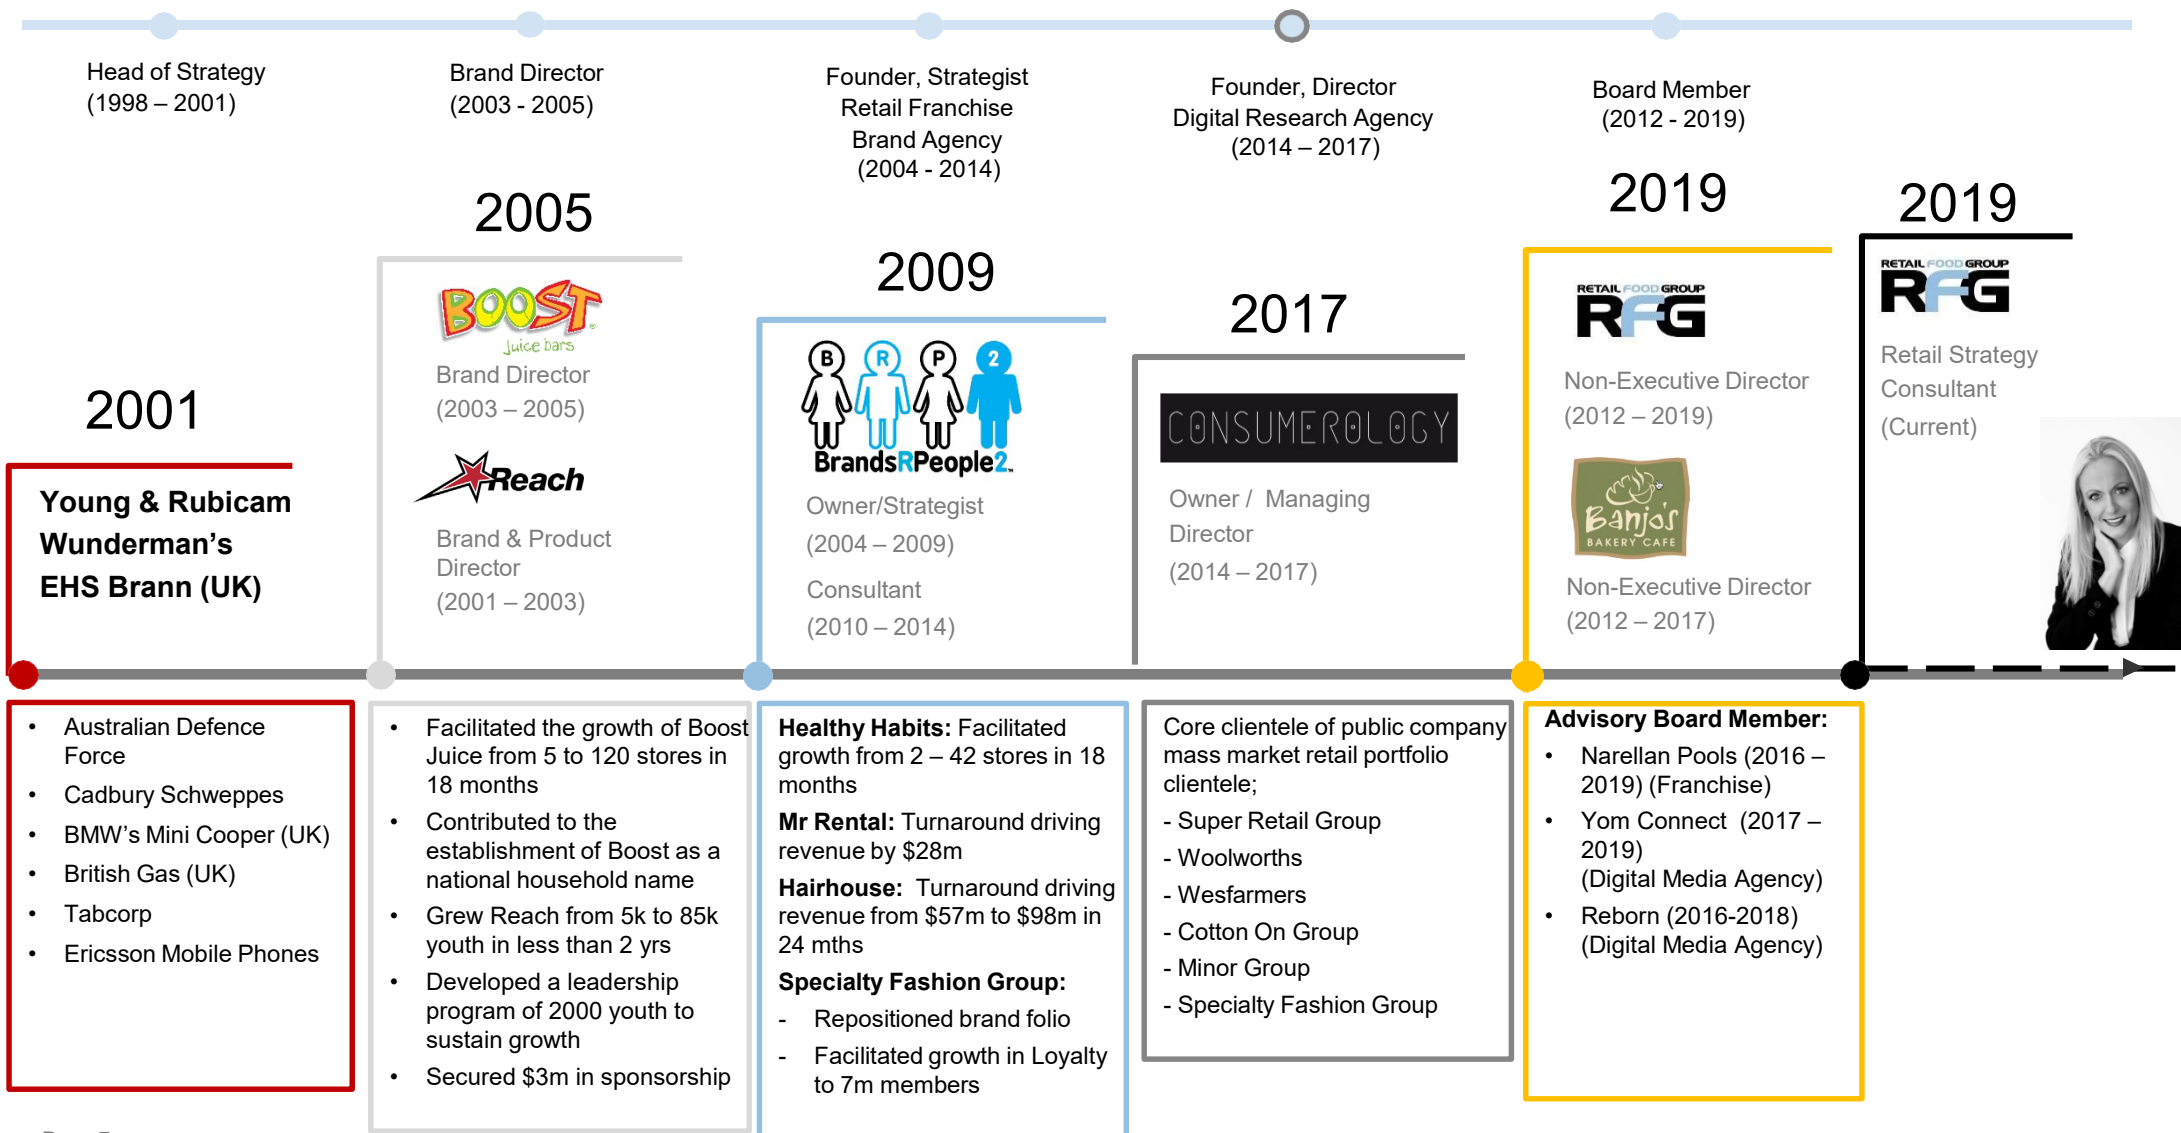 Head of Strategy
(1998 – 2001)
Brand Director
(2003 - 2005)
Founder, Strategist
Retail Franchise
Brand Agency
(2004 - 2014)
Founder, Director
Digital Research Agency
(2014 – 2017)
Board Member
(2012 - 2019)
2001
Young & Rubicam
Wunderman’s
EHS Brann (UK)
2005
BOOST
juice bars
Brand Director
(2003 – 2005)
Reach
Brand & Product
Director
(2001 – 2003)
2009
B R P 2
BrandsRPeople2
Owner/Strategist
(2004 – 2009)
Consultant
(2010 – 2014)
2017
CONSUMEROLOGY
Owner / Managing
Director
(2014 – 2017)
2019
RETAIL FOOD GROUP
RFG
Non-Executive Director
(2012 – 2019)
Banjo's
BAKERY CAFE
Non-Executive Director
(2012 – 2017)
2019
RETAIL FOOD GROUP
RFG
Retail Strategy
Consultant
(Current)
• Australian Defence
Force
• Cadbury Schweppes
• BMW’s Mini Cooper (UK)
• British Gas (UK)
• Tabcorp
• Ericsson Mobile Phones
• Facilitated the growth of Boost
Juice from 5 to 120 stores in
18 months
• Contributed to the
establishment of Boost as a
national household name
• Grew Reach from 5k to 85k
youth in less than 2 yrs
• Developed a leadership
program of 2000 youth to
sustain growth
• Secured $3m in sponsorship
Healthy Habits: Facilitated
growth from 2 – 42 stores in 18
months
Mr Rental: Turnaround driving
revenue by $28m
Hairhouse: Turnaround driving
revenue from $57m to $98m in
24 mths
Specialty Fashion Group:
- Repositioned brand folio
- Facilitated growth in Loyalty
to 7m members
Core clientele of public company
mass market retail portfolio
clientele;
- Super Retail Group
- Woolworths
- Wesfarmers
- Cotton On Group
- Minor Group
- Specialty Fashion Group
Advisory Board Member:
• Narellan Pools (2016 –
2019) (Franchise)
• Yom Connect (2017 –
2019)
(Digital Media Agency)
• Reborn (2016-2018)
(Digital Media Agency)